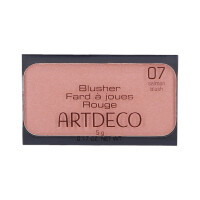 07
Blusher
Fard à joues
Rouge
ARTDECO
5g